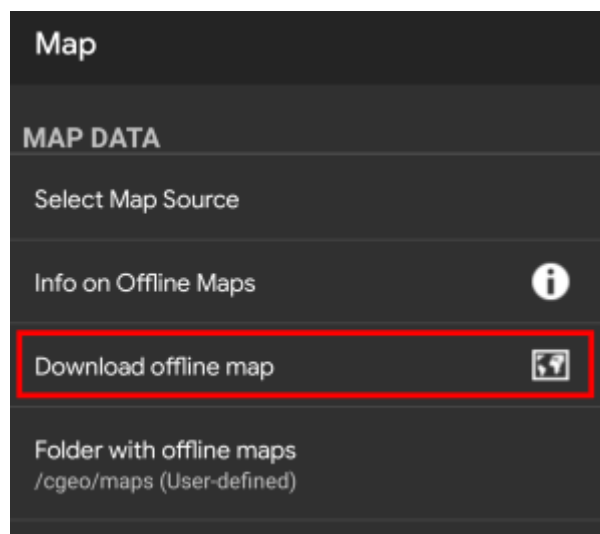 Map
MAP DATA
Select Map Source
Info on Offline Maps
Download offline map
Folder with offline maps
/cgeo/maps (User-defined)